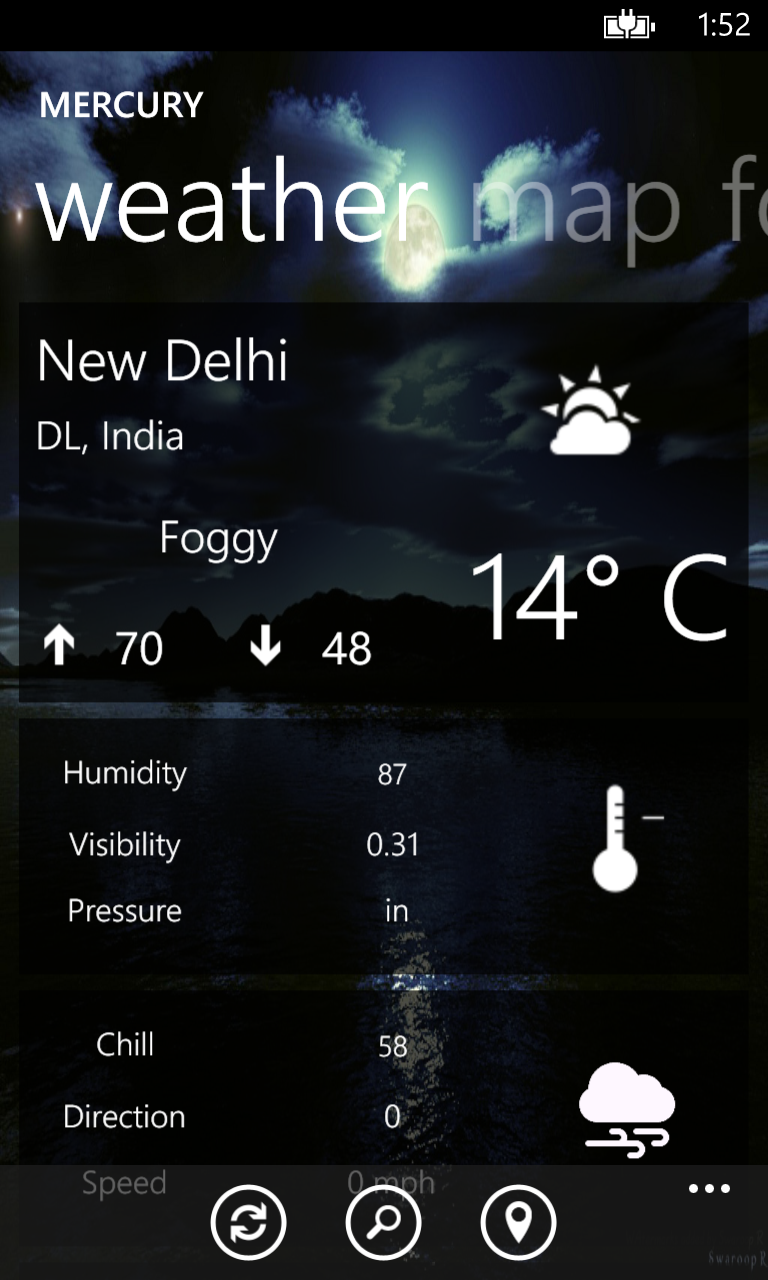 1:52
MERCURY
weather map fo
New Delhi
DL, India
Foggy
14° C
70 48
Humidity 87
Visibility 0.31
Pressure in
Chill 58
Direction 0
Speed 0 mph
Swaroop R